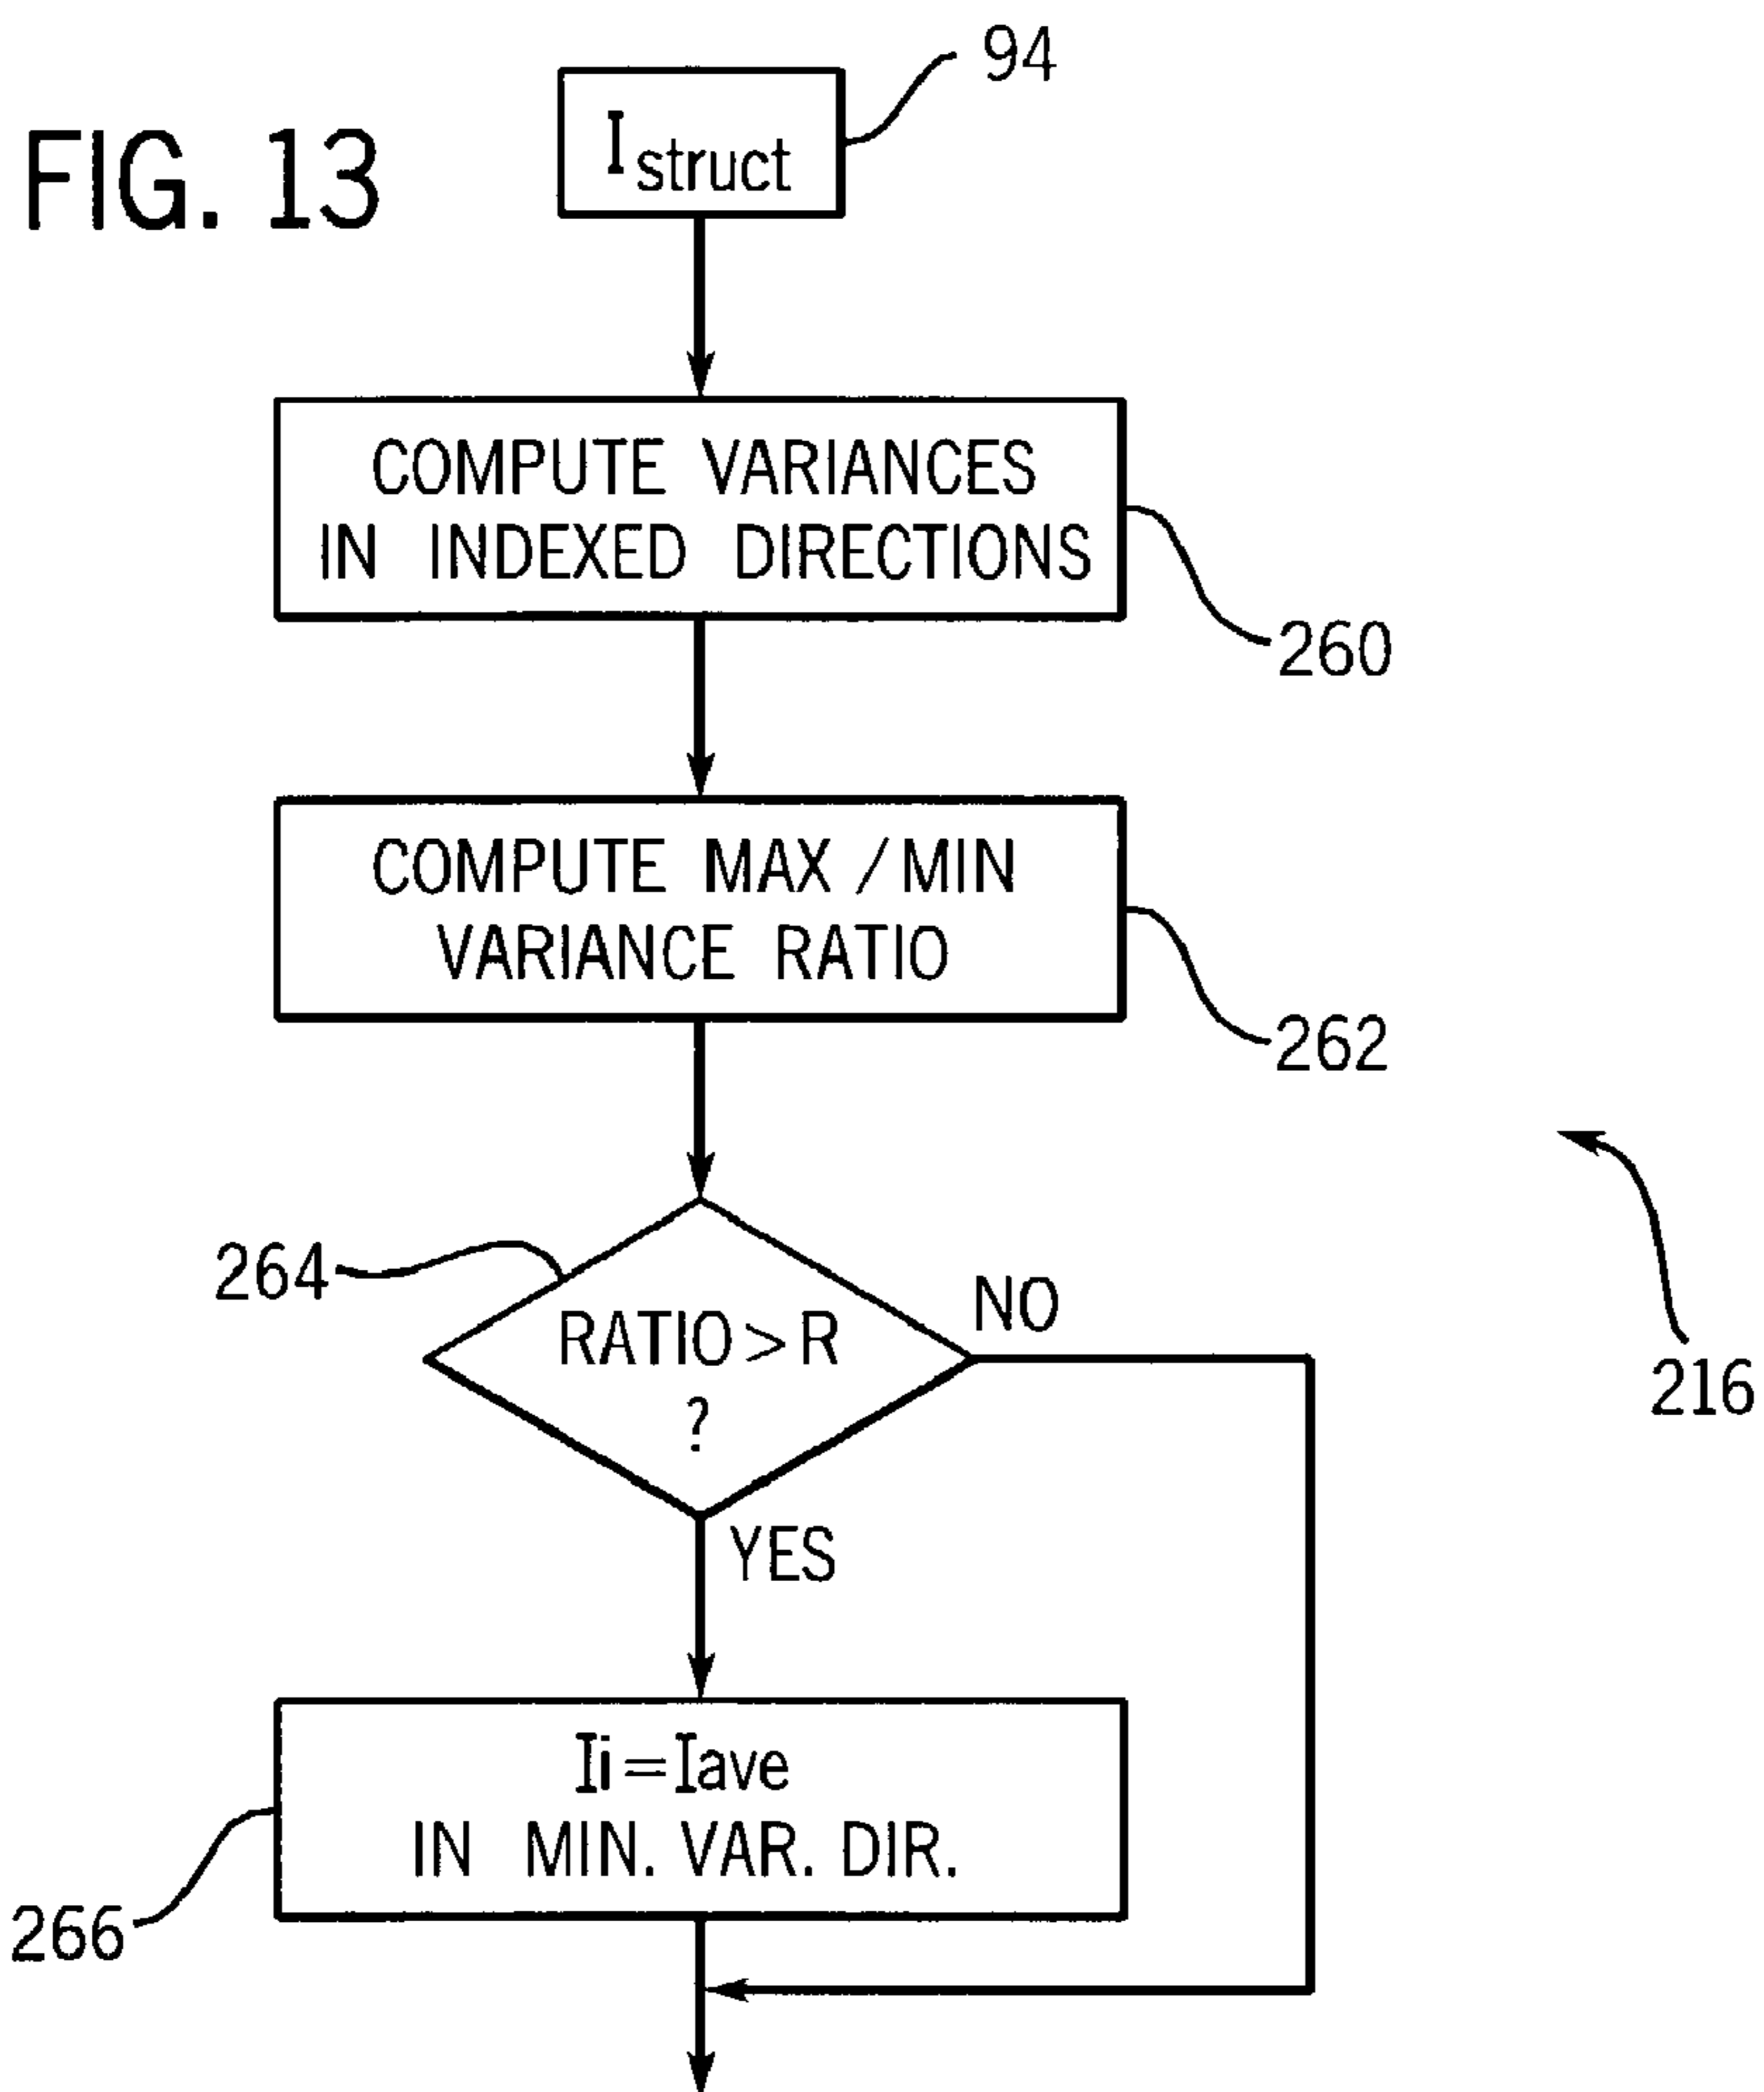 FIG. 13
94
I struct
COMPUTE VARIANCES
IN INDEXED DIRECTIONS
260
COMPUTE MAX / MIN
VARIANCE RATIO
262
264
RATIO > R
?
NO
216
YES
Ii = Iave
IN MIN. VAR. DIR.
266